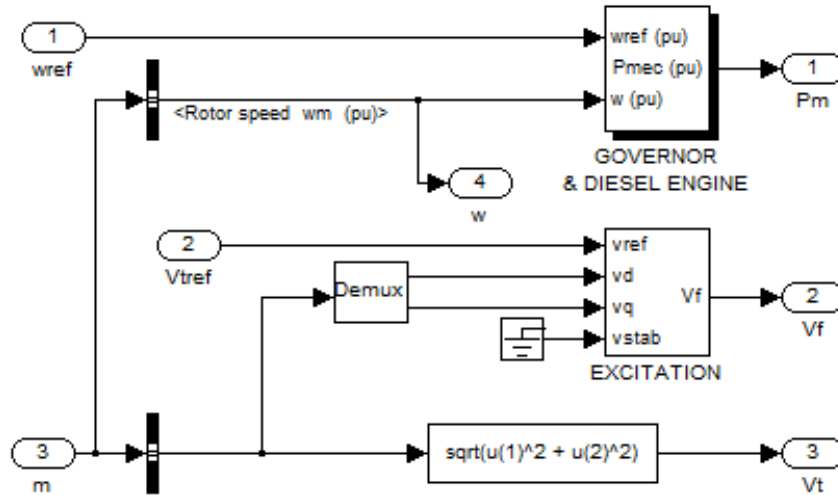 1
wref
wref (pu)
Pmec (pu)
w (pu)
1
Pm
<Rotor speed wm (pu)>
GOVERNOR
& DIESEL ENGINE
4
w
2
Vtref
Demux
vref
vd
vq
vstab
Vf
EXCITATION
2
Vf
3
m
sqrt(u(1)^2 + u(2)^2)
3
Vt